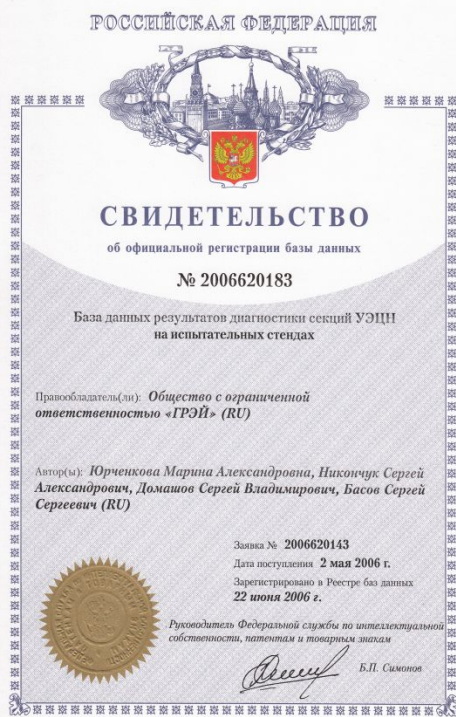 РОССИЙСКАЯ ФЕДЕРАЦИЯ
СВИДЕТЕЛЬСТВО
об официальной регистрации базы данных
№ 2006620183
База данных результатов диагностики секций УЭЦН
на испытательных стендах
Правообладатель(ли): Общество с ограниченной
ответственностью «ГРЭЙ» (RU)
Автор(ы): Юрченкова Марина Александровна, Никончук Сергей
Александрович, Домашов Сергей Владимирович, Басов Сергей
Сергеевич (RU)
Заявка № 2006620143
Дата поступления 2 мая 2006 г.
Зарегистрировано в Реестре баз данных
22 июня 2006 г.
Руководитель Федеральной службы по интеллектуальной
собственности, патентам и товарным знакам
Б.П. Симонов